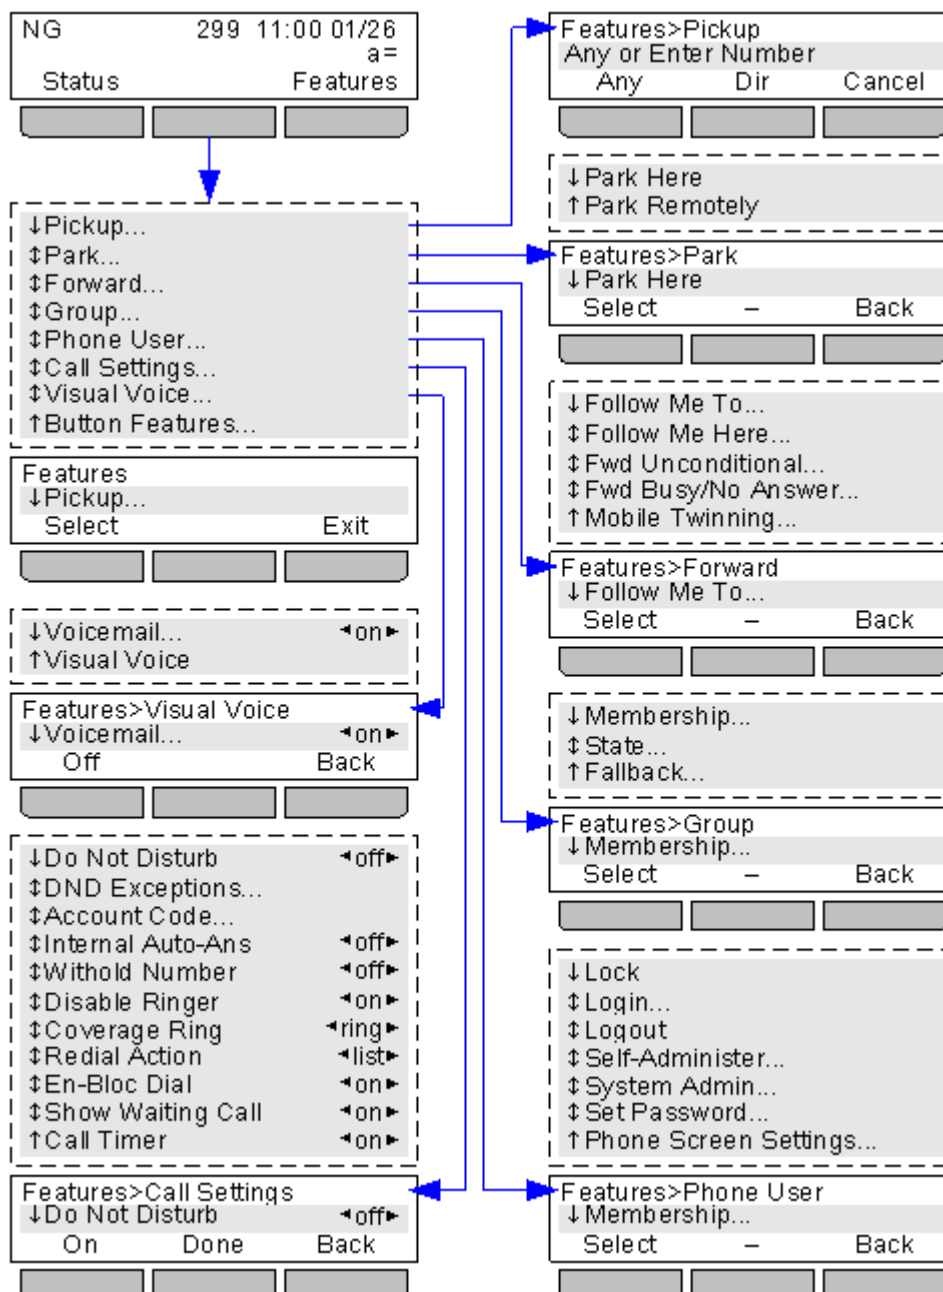 NG 299 11:00 01/26
a=
Status Features
↓Pickup...
↕Park...
↕Forward...
↕Group...
↕Phone User...
↕Call Settings...
↕Visual Voice...
↑Button Features...
Features
↓Pickup...
Select Exit
↓Voicemail... ◄on►
↑Visual Voice
Features>Visual Voice
↓Voicemail... ◄on►
Off Back
↓Do Not Disturb ◄off►
↕DND Exceptions...
↕Account Code...
↕Internal Auto-Ans ◄off►
↕Withold Number ◄off►
↕Disable Ringer ◄on►
↕Coverage Ring ◄ring►
↕Redial Action ◄list►
↕En-Bloc Dial ◄on►
↕Show Waiting Call ◄on►
↑Call Timer ◄on►
Features>Call Settings
↓Do Not Disturb ◄off►
On Done Back
Features>Pickup
Any or Enter Number
Any Dir Cancel
↓Park Here
↑Park Remotely
Features>Park
↓Park Here
Select – Back
↓Follow Me To...
↕Follow Me Here...
↕Fwd Unconditional...
↕Fwd Busy/No Answer...
↑Mobile Twinning...
Features>Forward
↓Follow Me To...
Select – Back
↓Membership...
↕State...
↑Fallback...
Features>Group
↓Membership...
Select – Back
↓Lock
↕Login...
↕Logout
↕Self-Administer...
↕System Admin...
↕Set Password...
↑Phone Screen Settings...
Features>Phone User
↓Membership...
Select – Back